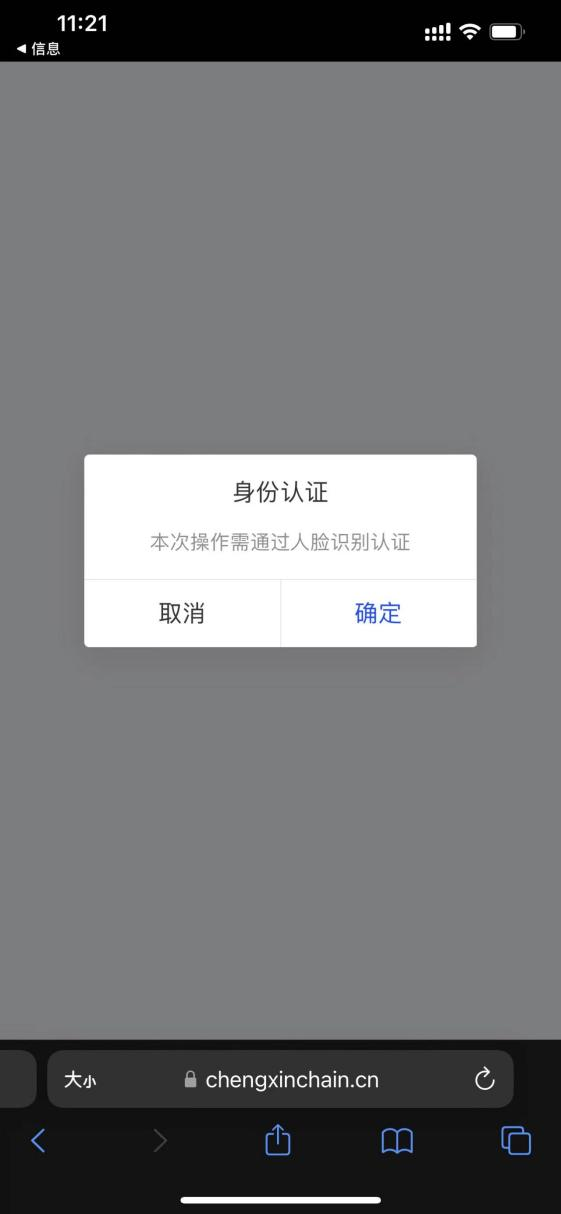 11:21
◀ 信息
身份认证
本次操作需通过人脸识别认证
取消
确定
大小
chengxinchain.cn